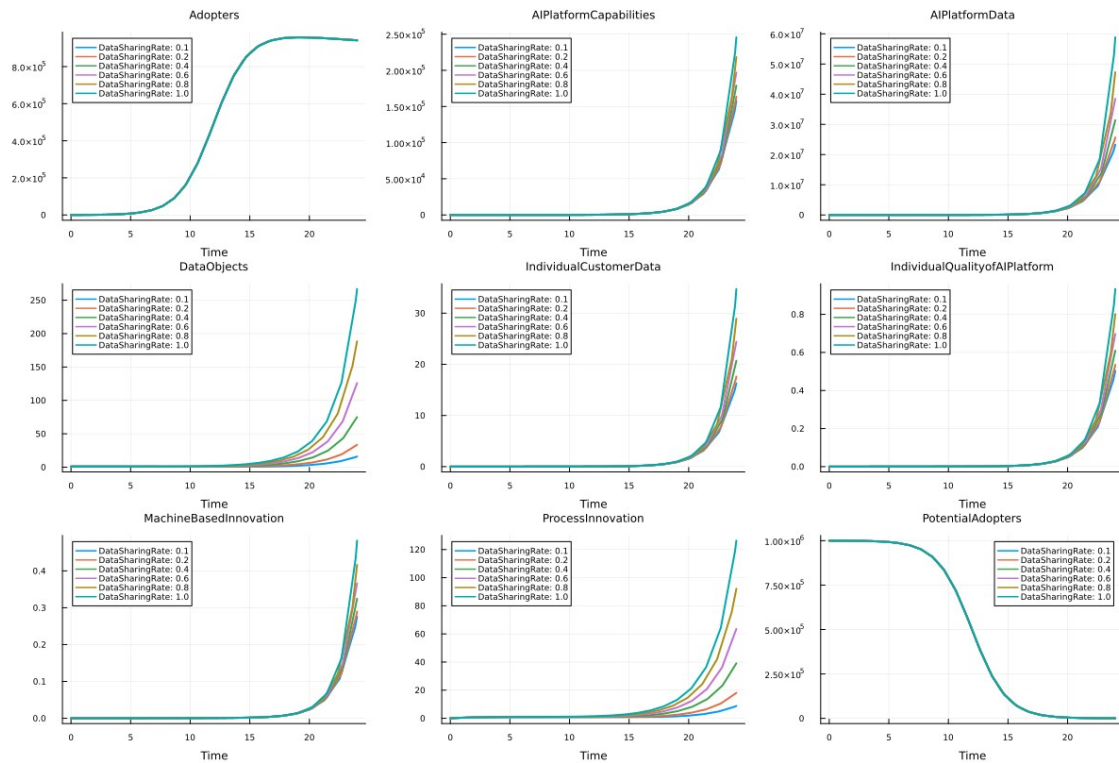 Adopters
8.0×10⁵
6.0×10⁵
4.0×10⁵
2.0×10⁵
0
DataSharingRate: 0.1
DataSharingRate: 0.2
DataSharingRate: 0.4
DataSharingRate: 0.6
DataSharingRate: 0.8
DataSharingRate: 1.0
0 5 10 15 20
Time
AIPlatformCapabilities
2.50×10⁵
2.00×10⁵
1.50×10⁵
1.00×10⁵
5.00×10⁴
0
DataSharingRate: 0.1
DataSharingRate: 0.2
DataSharingRate: 0.4
DataSharingRate: 0.6
DataSharingRate: 0.8
DataSharingRate: 1.0
0 5 10 15 20
Time
AIPlatformData
6.0×10⁷
5.0×10⁷
4.0×10⁷
3.0×10⁷
2.0×10⁷
1.0×10⁷
0
DataSharingRate: 0.1
DataSharingRate: 0.2
DataSharingRate: 0.4
DataSharingRate: 0.6
DataSharingRate: 0.8
DataSharingRate: 1.0
0 5 10 15 20
Time
DataObjects
250
200
150
100
50
0
DataSharingRate: 0.1
DataSharingRate: 0.2
DataSharingRate: 0.4
DataSharingRate: 0.6
DataSharingRate: 0.8
DataSharingRate: 1.0
0 5 10 15 20
Time
IndividualCustomerData
30
20
10
0
DataSharingRate: 0.1
DataSharingRate: 0.2
DataSharingRate: 0.4
DataSharingRate: 0.6
DataSharingRate: 0.8
DataSharingRate: 1.0
0 5 10 15 20
Time
IndividualQualityofAIPlatform
0.8
0.6
0.4
0.2
0.0
DataSharingRate: 0.1
DataSharingRate: 0.2
DataSharingRate: 0.4
DataSharingRate: 0.6
DataSharingRate: 0.8
DataSharingRate: 1.0
0 5 10 15 20
Time
MachineBasedInnovation
0.4
0.3
0.2
0.1
0.0
DataSharingRate: 0.1
DataSharingRate: 0.2
DataSharingRate: 0.4
DataSharingRate: 0.6
DataSharingRate: 0.8
DataSharingRate: 1.0
0 5 10 15 20
Time
ProcessInnovation
120
100
80
60
40
20
0
DataSharingRate: 0.1
DataSharingRate: 0.2
DataSharingRate: 0.4
DataSharingRate: 0.6
DataSharingRate: 0.8
DataSharingRate: 1.0
0 5 10 15 20
Time
PotentialAdopters
1.00×10⁶
7.50×10⁵
5.00×10⁵
2.50×10⁵
0
DataSharingRate: 0.1
DataSharingRate: 0.2
DataSharingRate: 0.4
DataSharingRate: 0.6
DataSharingRate: 0.8
DataSharingRate: 1.0
0 5 10 15 20
Time